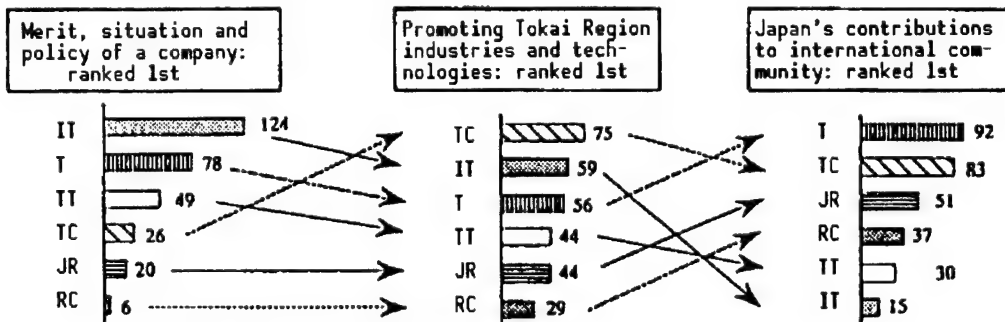 Merit, situation and
policy of a company:
ranked 1st
Promoting Tokai Region
industries and tech-
nologies: ranked 1st
Japan's contributions
to international com-
munity: ranked 1st
IT 124
T 78
TT 49
TC 26
JR 20
RC 6
TC 75
IT 59
T 56
TT 44
JR 44
RC 29
T 92
TC 83
JR 51
RC 37
TT 30
IT 15